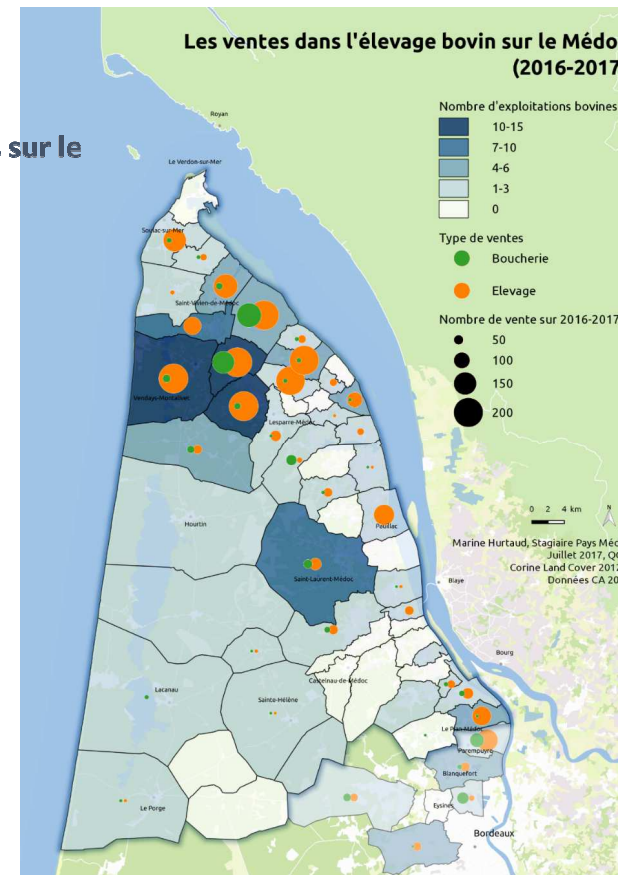 Les ventes dans l'élevage bovin sur le Médo
(2016-2017
sur le
Nombre d'exploitations bovines
10-15
7-10
4-6
1-3
0
Type de ventes
Boucherie
Elevage
Nombre de vente sur 2016-2017
50
100
150
200
Royan
Le Verdon-sur-Mer
Soulac-sur-Mer
Saint-Vivien-de-Médoc
Vendays-Montalivet
Lesparre-Médoc
Hourtin
Pauillac
0 2 4 km
N
Marine Hurtaud, Stagiaire Pays Méd
Juillet 2017, Q
Corine Land Cover 2012
Données CA 20
Saint-Laurent-Médoc
Blaye
Bourg
Castelnau-de-Médoc
Lacanau
Sainte-Hélène
Le Pian-Médoc
Parempuyre
Blanquefort
Le Porge
Eysines
Bordeaux